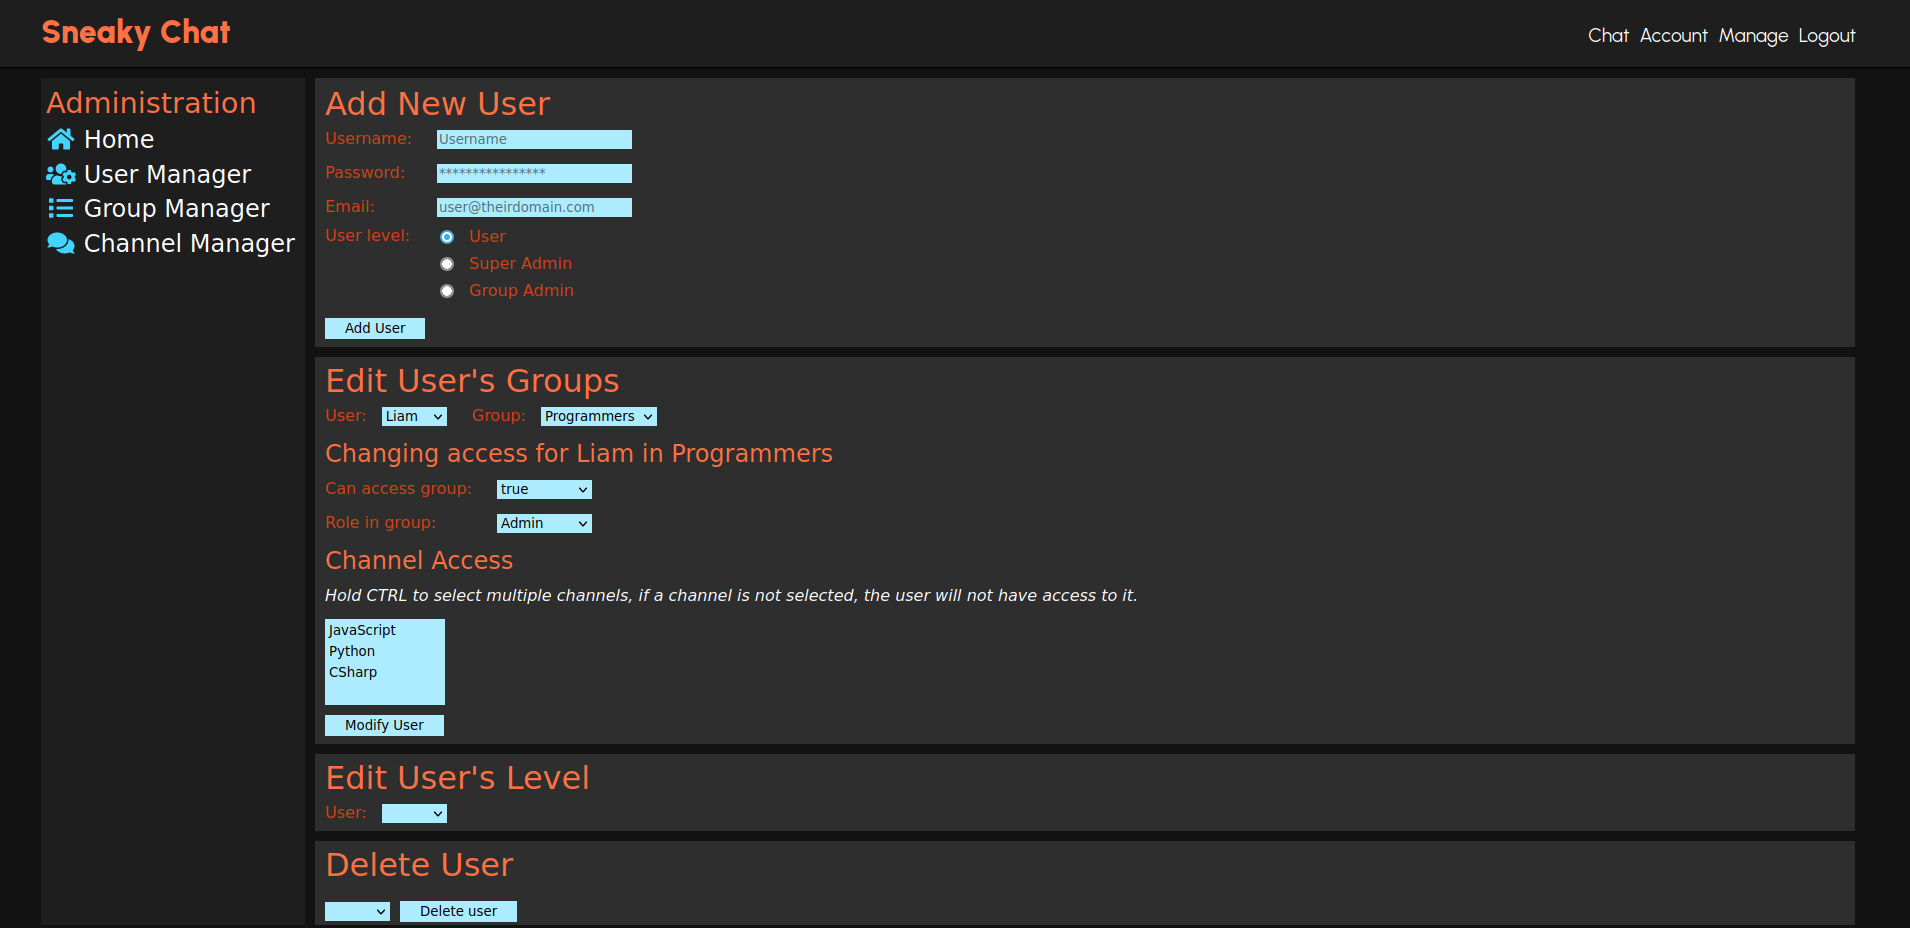 Sneaky Chat
Chat Account Manage Logout
Administration
Home
User Manager
Group Manager
Channel Manager
Add New User
Username: Username
Password: ****************
Email: user@theirdomain.com
User level: User
Super Admin
Group Admin
Add User
Edit User's Groups
User: Liam Group: Programmers
Changing access for Liam in Programmers
Can access group: true
Role in group: Admin
Channel Access
Hold CTRL to select multiple channels, if a channel is not selected, the user will not have access to it.
JavaScript
Python
CSharp
Modify User
Edit User's Level
User:
Delete User
Delete user